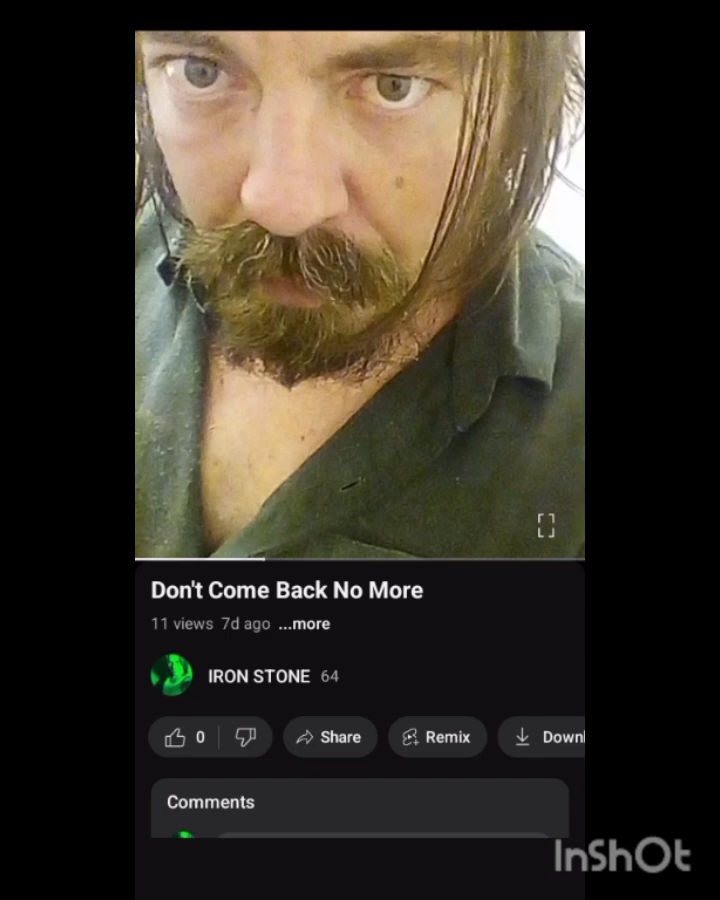 Don't Come Back No More
11 views 7d ago ...more
IRON STONE 64
0 Share Remix Downl
Comments
InShOt